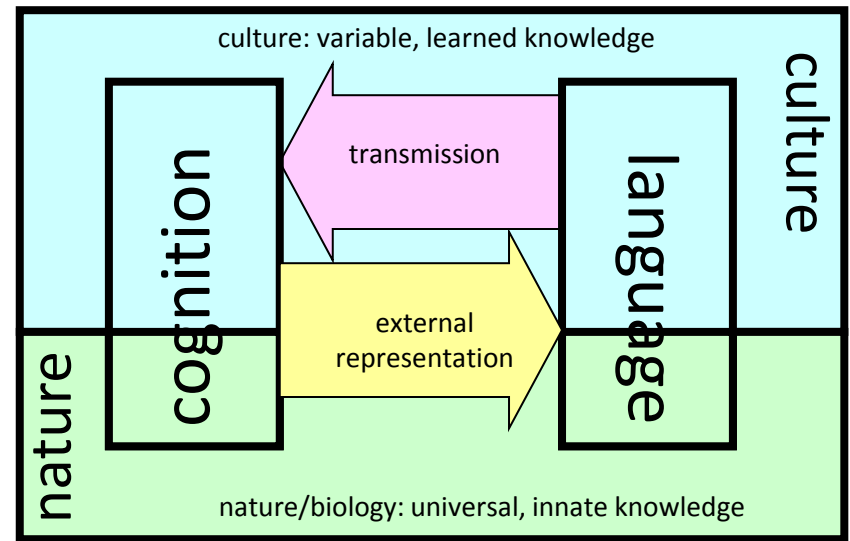 culture: variable, learned knowledge
culture
transmission
cognition
language
external
representation
nature
nature/biology: universal, innate knowledge